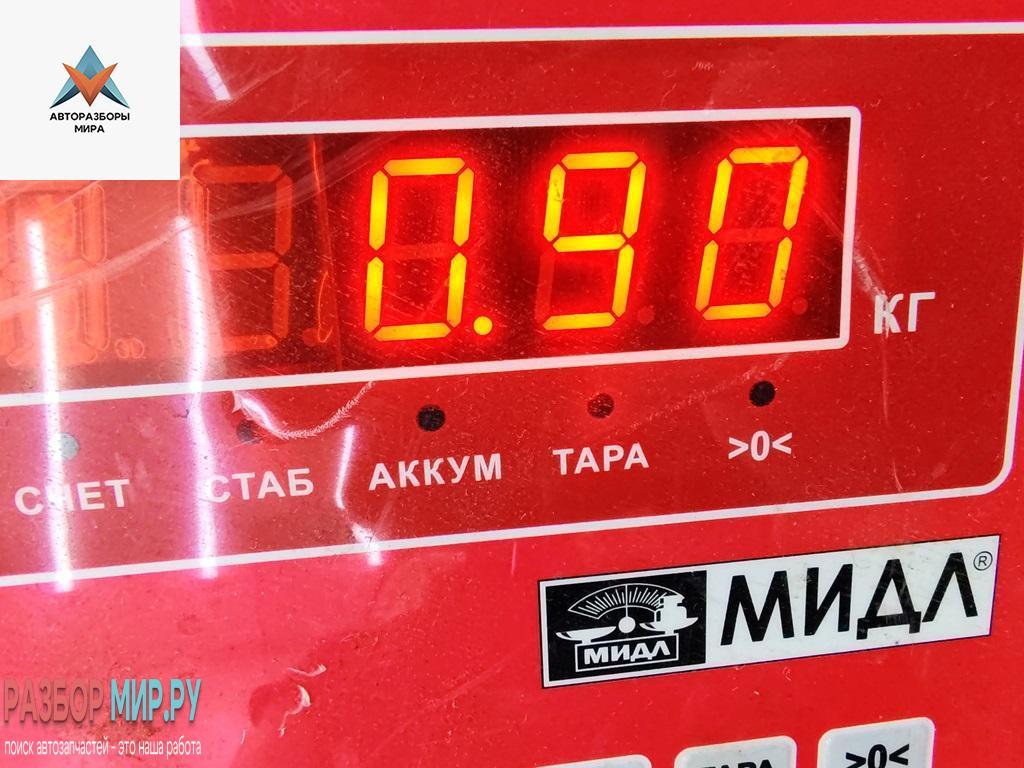 АВТОРАЗБОРЫ
МИРА
0.90
КГ
СЧЕТ СТАБ АККУМ ТАРА >0<
МИДЛ®
МИДЛ
РАЗБОР МИР.РУ
поиск автозапчастей - это наша работа
ТАРА >0<